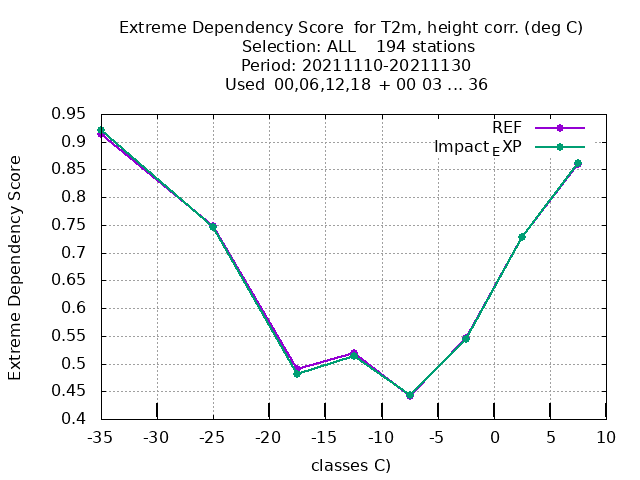 Extreme Dependency Score  for T2m, height corr. (deg C)
Selection: ALL    194 stations
Period: 20211110-20211130
Used  00,06,12,18 + 00 03 ... 36
REF
Impact_EXP
Extreme Dependency Score
0.95
0.9
0.85
0.8
0.75
0.7
0.65
0.6
0.55
0.5
0.45
0.4
-35 -30 -25 -20 -15 -10 -5 0 5 10
classes C)